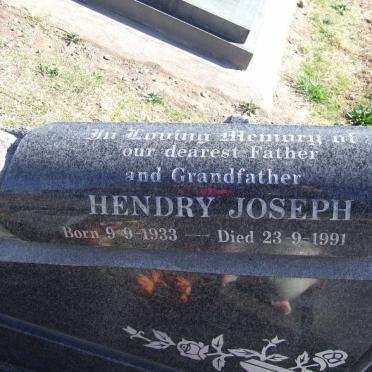 In Loving Memory of
our dearest Father
and Grandfather
HENDRY JOSEPH
Born 9-9-1933 — Died 23-9-1991